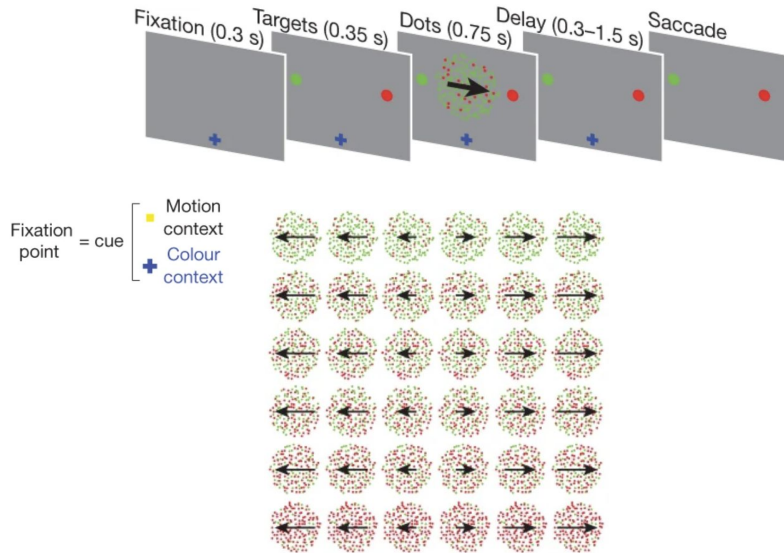 Fixation (0.3 s)
Targets (0.35 s)
Dots (0.75 s)
Delay (0.3–1.5 s)
Saccade
Fixation
point
= cue
Motion
context
Colour
context